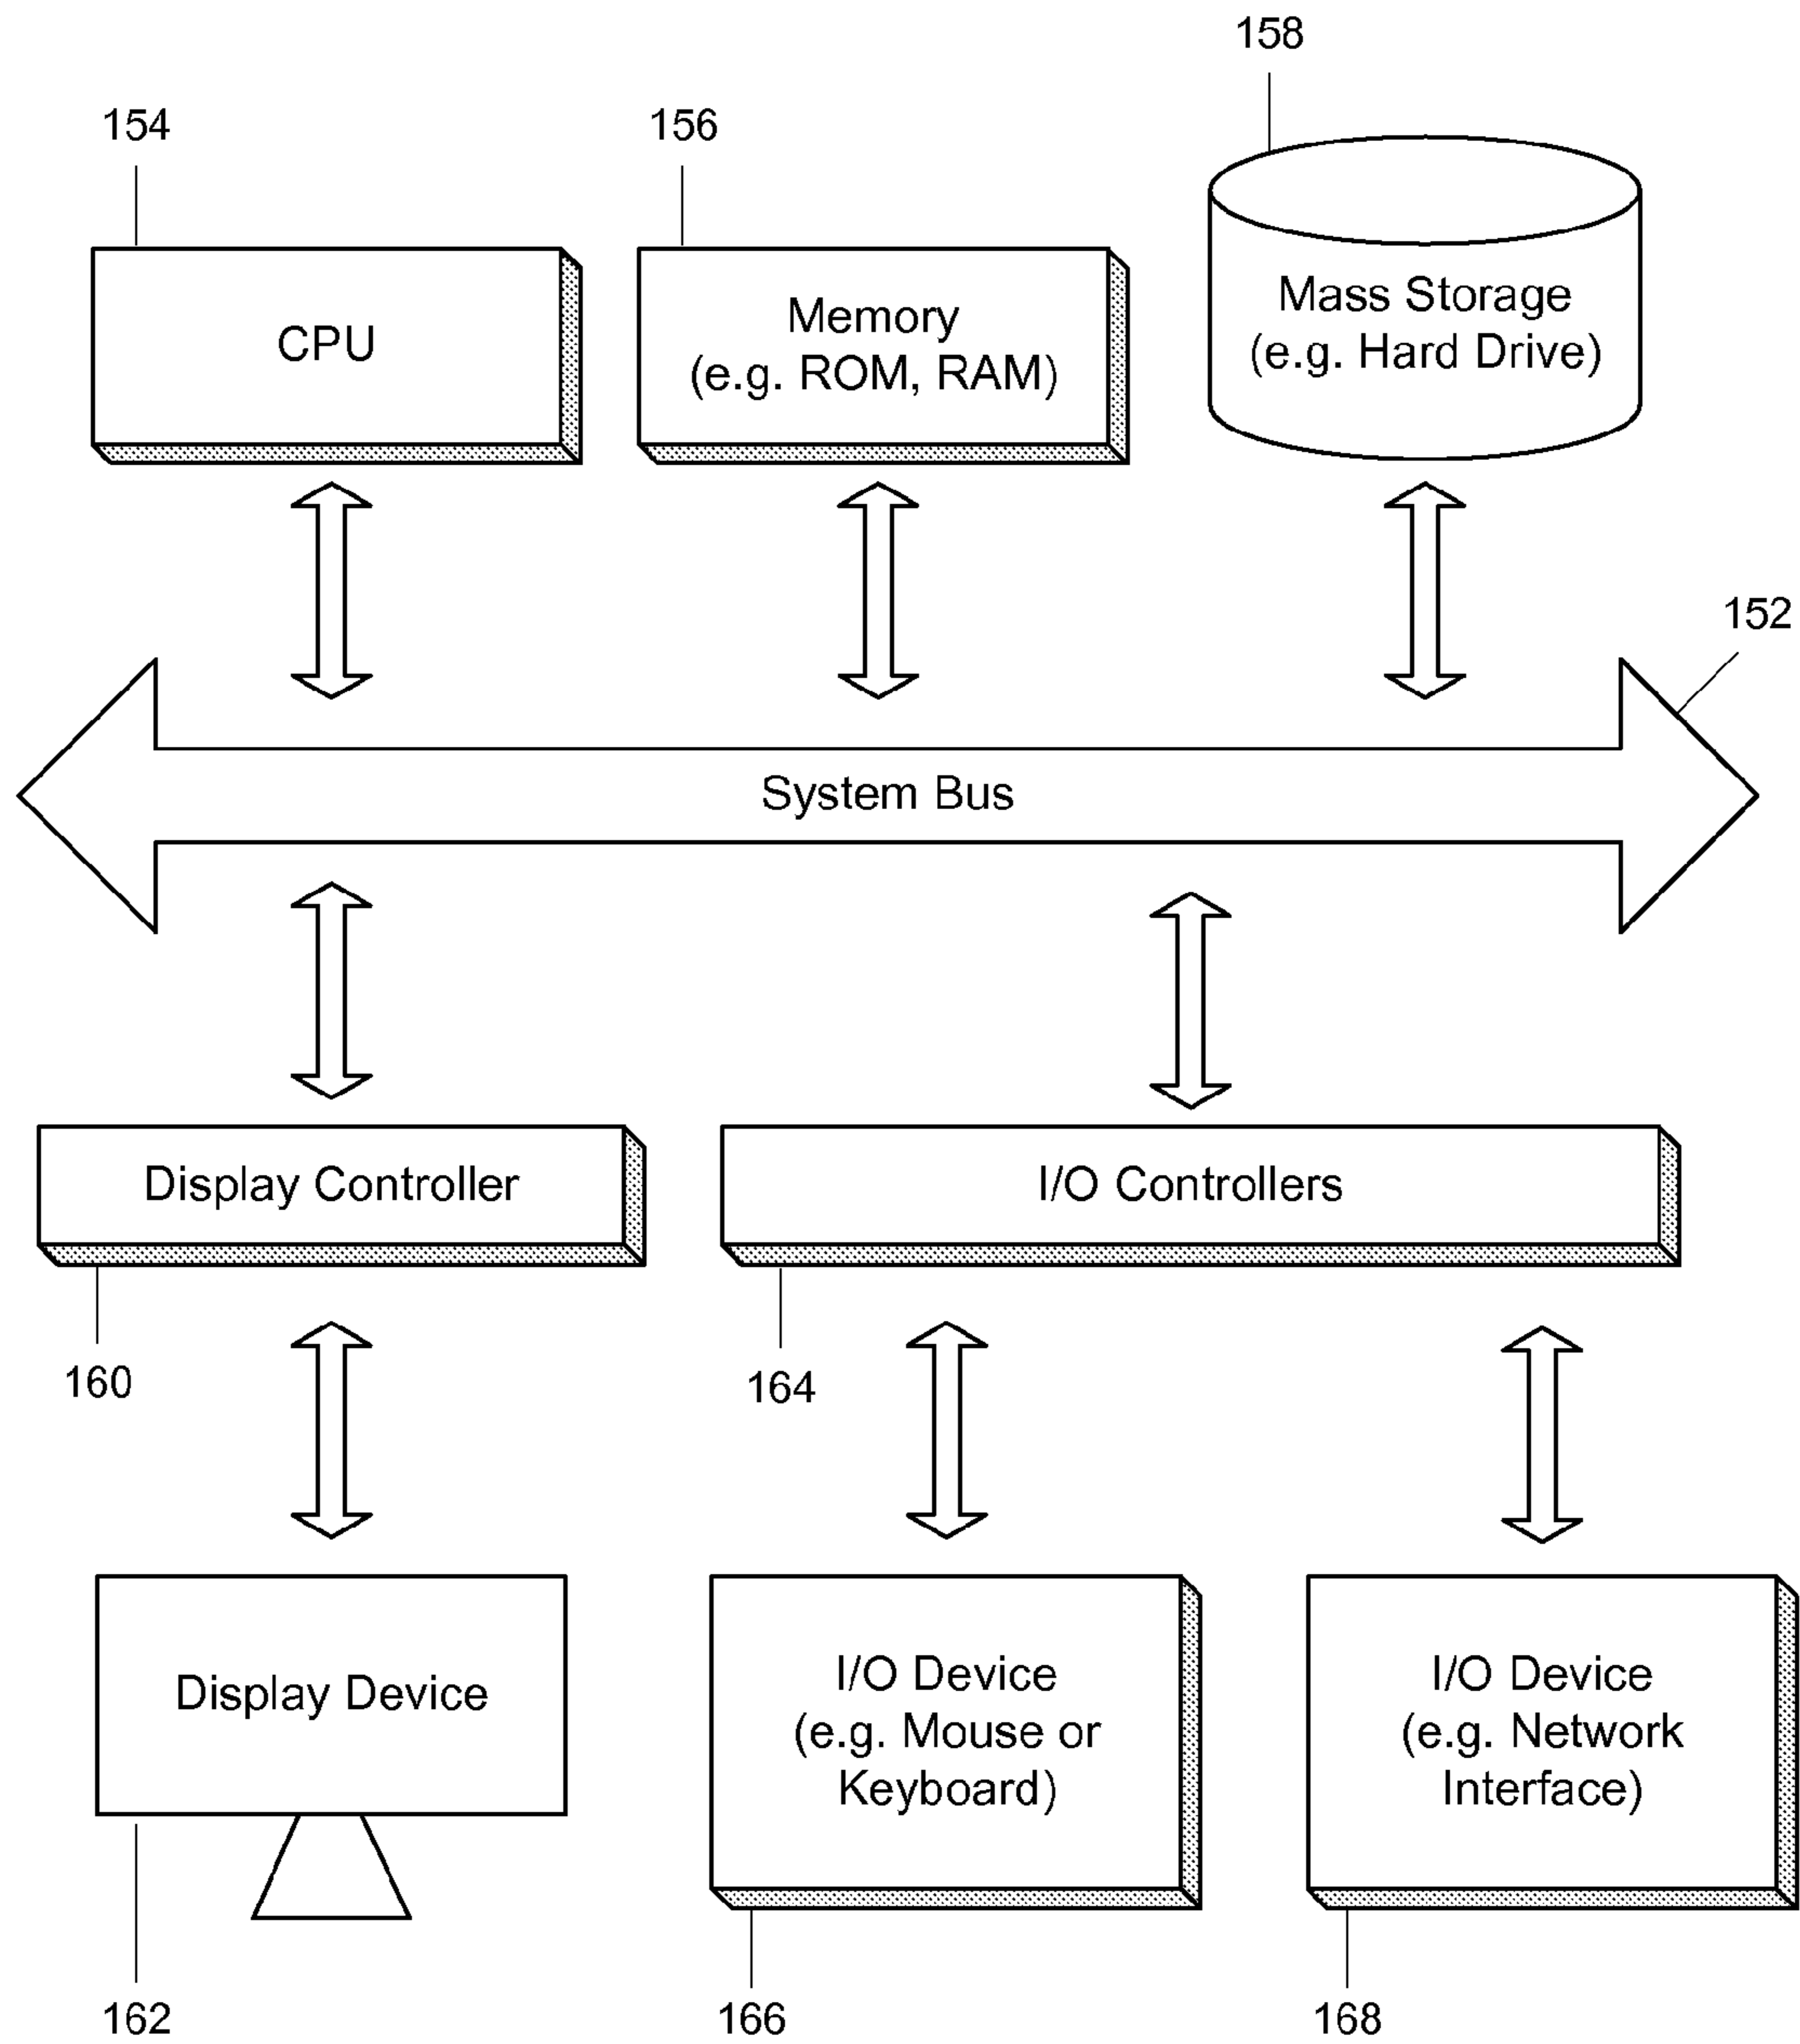 158
154
156
CPU
Memory
(e.g. ROM, RAM)
Mass Storage
(e.g. Hard Drive)
152
System Bus
Display Controller
I/O Controllers
160
164
Display Device
I/O Device
(e.g. Mouse or
Keyboard)
I/O Device
(e.g. Network
Interface)
162
166
168